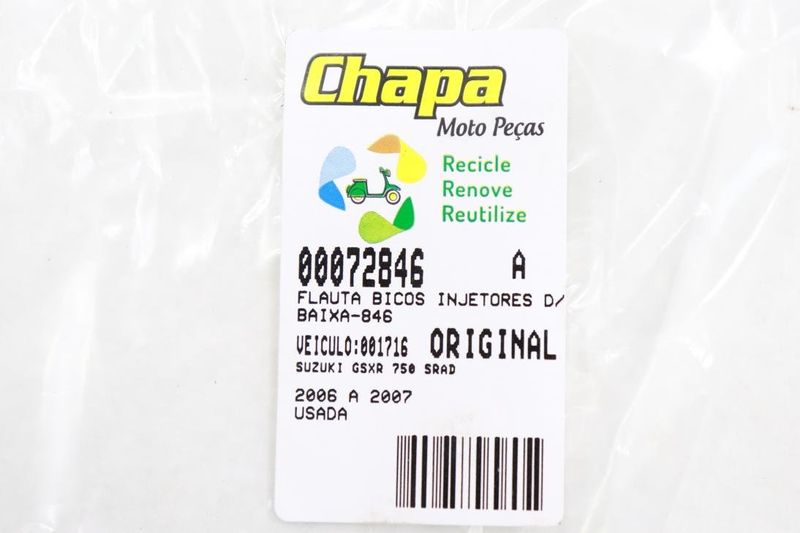 Chapa
Moto Peças
Recicle
Renove
Reutilize
00072846 A
FLAUTA BICOS INJETORES D/
BAIXA-846
VEICULO:001716 ORIGINAL
SUZUKI GSXR 750 SRAD
2006 A 2007
USADA